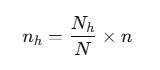 n_h = \frac{N_h}{N} \times n